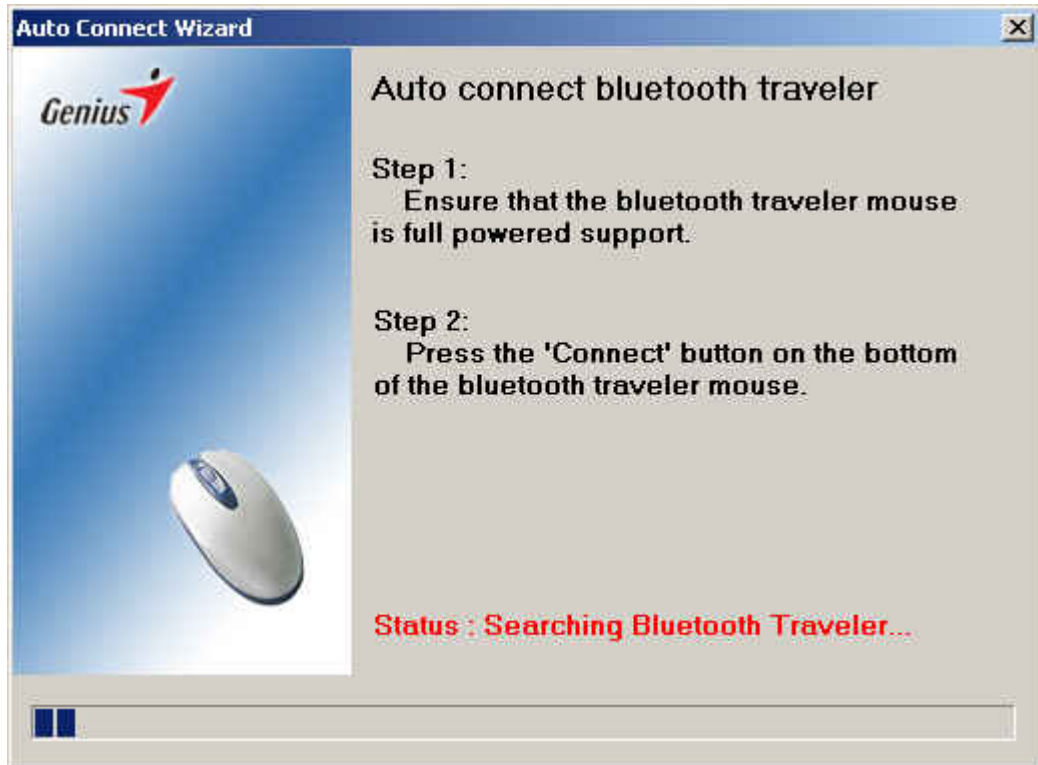 Auto Connect Wizard
Genius
Auto connect bluetooth traveler
Step 1:
Ensure that the bluetooth traveler mouse
is full powered support.
Step 2:
Press the 'Connect' button on the bottom
of the bluetooth traveler mouse.
Status : Searching Bluetooth Traveler...